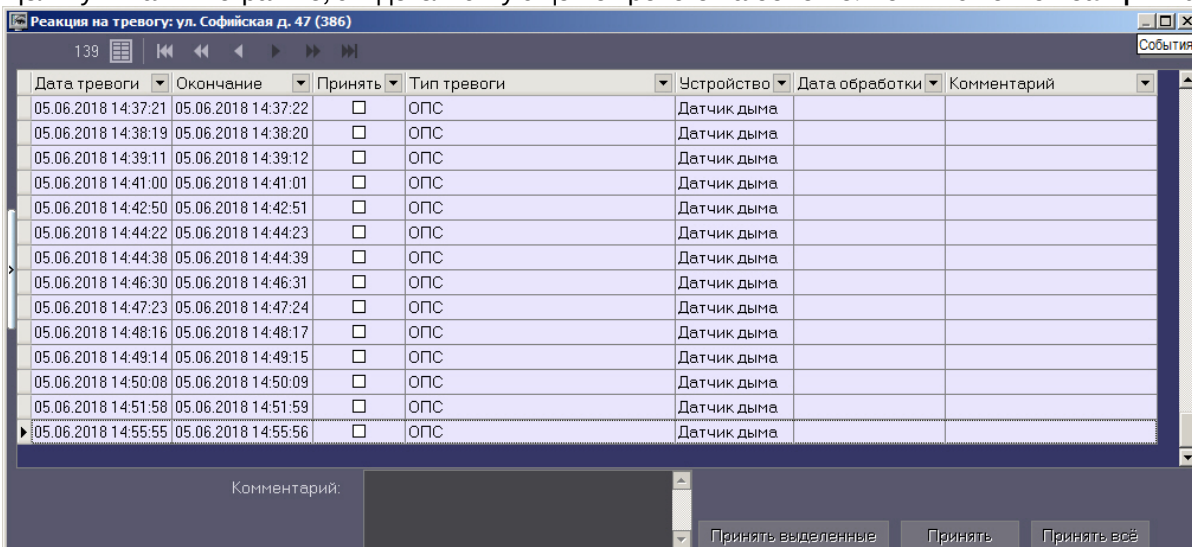 Реакция на тревогу: ул. Софийская д. 47 (386)
События
139
Дата тревоги Окончание Принять Тип тревоги Устройство Дата обработки Комментарий
05.06.2018 14:37:21 05.06.2018 14:37:22 ОПС Датчик дыма
05.06.2018 14:38:19 05.06.2018 14:38:20 ОПС Датчик дыма
05.06.2018 14:39:11 05.06.2018 14:39:12 ОПС Датчик дыма
05.06.2018 14:41:00 05.06.2018 14:41:01 ОПС Датчик дыма
05.06.2018 14:42:50 05.06.2018 14:42:51 ОПС Датчик дыма
05.06.2018 14:44:22 05.06.2018 14:44:23 ОПС Датчик дыма
05.06.2018 14:44:38 05.06.2018 14:44:39 ОПС Датчик дыма
05.06.2018 14:46:30 05.06.2018 14:46:31 ОПС Датчик дыма
05.06.2018 14:47:23 05.06.2018 14:47:24 ОПС Датчик дыма
05.06.2018 14:48:16 05.06.2018 14:48:17 ОПС Датчик дыма
05.06.2018 14:49:14 05.06.2018 14:49:15 ОПС Датчик дыма
05.06.2018 14:50:08 05.06.2018 14:50:09 ОПС Датчик дыма
05.06.2018 14:51:58 05.06.2018 14:51:59 ОПС Датчик дыма
05.06.2018 14:55:55 05.06.2018 14:55:56 ОПС Датчик дыма
Комментарий:
Принять выделенные Принять Принять всё